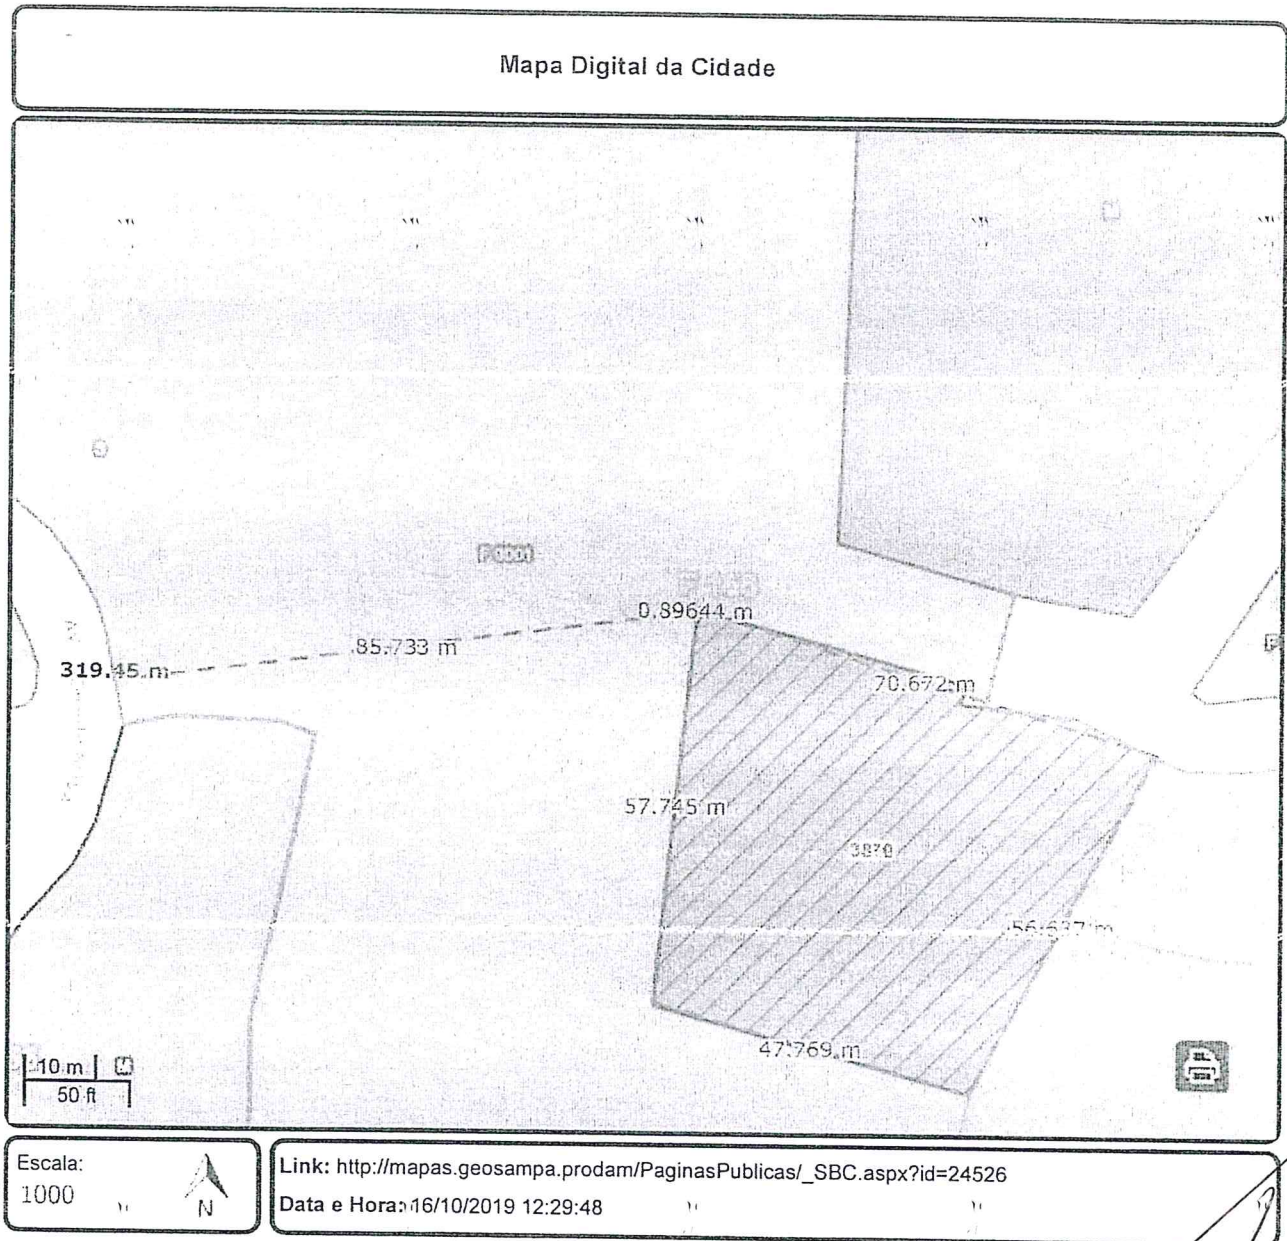 Mapa Digital da Cidade
0.89644 m
85.733 m
319.45 m
70.672 m
57.745 m
56.637 m
47.769 m
10 m
50 ft
Escala:
1000
N
Link: http://mapas.geosampa.prodam/PaginasPublicas/_SBC.aspx?id=24526
Data e Hora: 16/10/2019 12:29:48